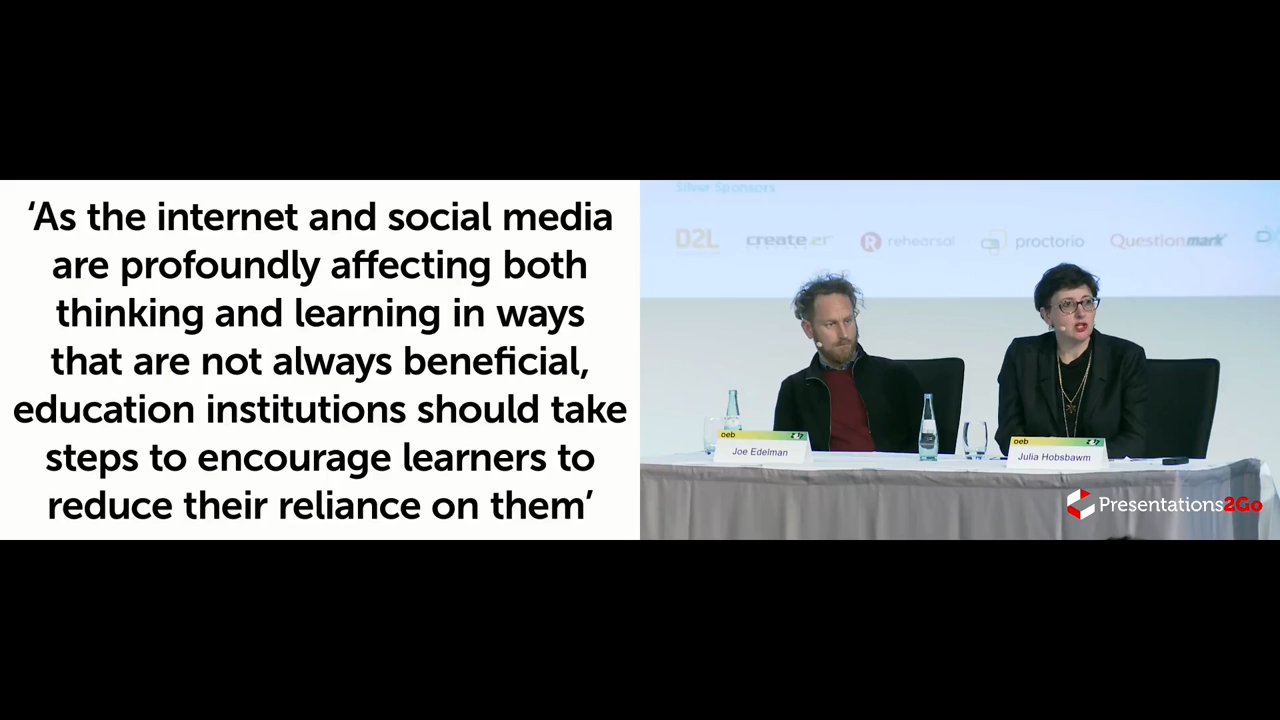 ‘As the internet and social media
are profoundly affecting both
thinking and learning in ways
that are not always beneficial,
education institutions should take
steps to encourage learners to
reduce their reliance on them’
Silver Sponsors
D2L
create.21
rehearsal
proctorio
Questionmark
oeb
Joe Edelman
oeb
Julia Hobsbawm
Presentations2Go